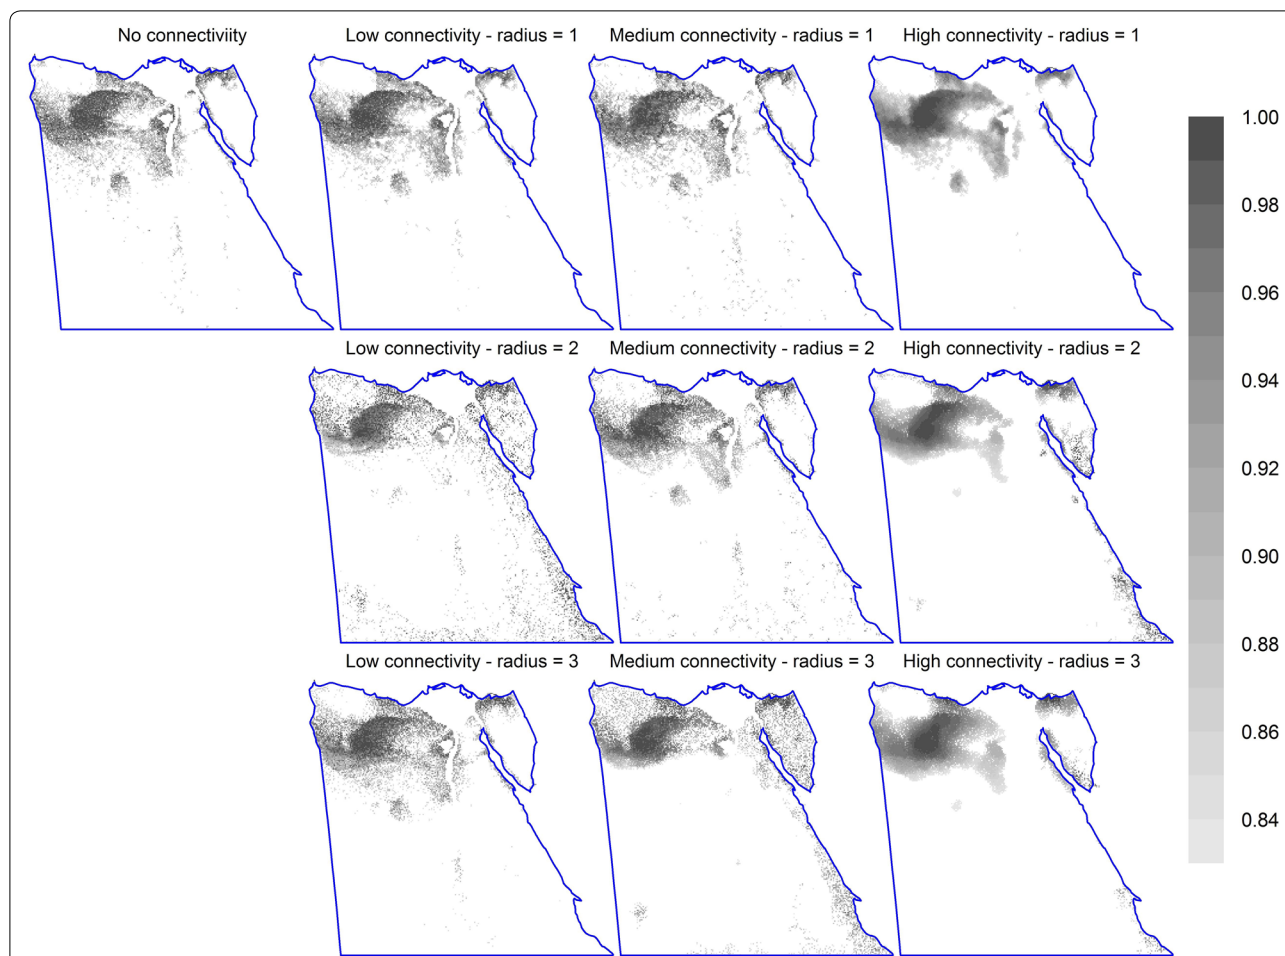 No connectiviity
Low connectivity - radius = 1
Medium connectivity - radius = 1
High connectivity - radius = 1
Low connectivity - radius = 2
Medium connectivity - radius = 2
High connectivity - radius = 2
Low connectivity - radius = 3
Medium connectivity - radius = 3
High connectivity - radius = 3
1.00
0.98
0.96
0.94
0.92
0.90
0.88
0.86
0.84